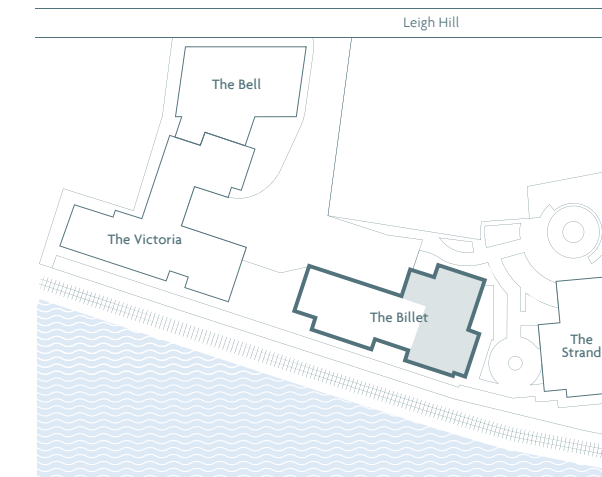 Leigh Hill
The Bell
The Victoria
The Billet
The
Strand